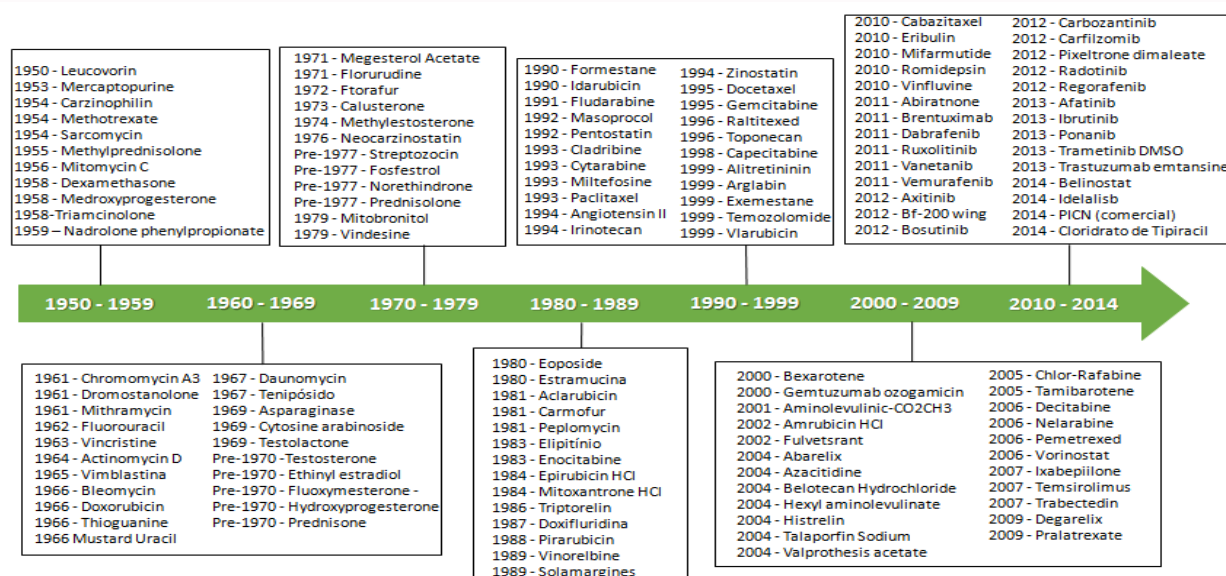 1950 - Leucovorin
1953 - Mercaptopurine
1954 - Carzinophilin
1954 - Methotrexate
1954 - Sarcomycin
1955 - Methylprednisolone
1956 - Mitomycin C
1958 - Dexamethasone
1958 - Medroxyprogesterone
1958-Triamcinolone
1959 – Nadrolone phenylpropionate
1971 - Megesterol Acetate
1971 - Florurudine
1972 - Ftorafur
1973 - Calusterone
1974 - Methylestosterone
1976 - Neocarzinostatin
Pre-1977 - Streptozocin
Pre-1977 - Fosfestrol
Pre-1977 - Norethindrone
Pre-1977 - Prednisolone
1979 - Mitobronitol
1979 - Vindesine
1990 - Formestane
1990 - Idarubicin
1991 - Fludarabine
1992 - Masoprocol
1992 - Pentostatin
1993 - Cladribine
1993 - Cytarabine
1993 - Miltefosine
1993 - Paclitaxel
1994 - Angiotensin II
1994 - Irinotecan
1994 - Zinostatin
1995 - Docetaxel
1995 - Gemcitabine
1996 - Raltitexed
1996 - Toponecan
1998 - Capecitabine
1999 - Alitretininin
1999 - Arglabin
1999 - Exemestane
1999 - Temozolomide
1999 - Vlarubicin
2010 - Cabazitaxel
2010 - Eribulin
2010 - Mifarmutide
2010 - Romidepsin
2010 - Vinfluvine
2011 - Abiratnone
2011 - Brentuximab
2011 - Dabrafenib
2011 - Ruxolitinib
2011 - Vanetanib
2011 - Vemurafenib
2012 - Axitinib
2012 - Bf-200 wing
2012 - Bosutinib
2012 - Carbozantinib
2012 - Carfilzomib
2012 - Pixeltrone dimaleate
2012 - Radotinib
2012 - Regorafenib
2013 - Afatinib
2013 - Ibrutinib
2013 - Ponanib
2013 - Trametinib DMSO
2013 - Trastuzumab emtansine
2014 - Belinostat
2014 - Idelalisb
2014 - PICN (comercial)
2014 - Cloridrato de Tipiracil
1950 - 1959
1960 - 1969
1970 - 1979
1980 - 1989
1990 - 1999
2000 - 2009
2010 - 2014
1961 - Chromomycin A3
1961 - Dromostanolone
1961 - Mithramycin
1962 - Fluorouracil
1963 - Vincristine
1964 - Actinomycin D
1965 - Vimblastina
1966 - Bleomycin
1966 - Doxorubicin
1966 - Thioguanine
1966 Mustard Uracil
1967 - Daunomycin
1967 - Tenipósido
1969 - Asparaginase
1969 - Cytosine arabinoside
1969 - Testolactone
Pre-1970 -Testosterone
Pre-1970 - Ethinyl estradiol
Pre-1970 - Fluoxymesterone -
Pre-1970 - Hydroxyprogesterone
Pre-1970 - Prednisone
1980 - Eoposide
1980 - Estramucina
1981 - Aclarubicin
1981 - Carmofur
1981 - Peplomycin
1983 - Elipitínio
1983 - Enocitabine
1984 - Epirubicin HCl
1984 - Mitoxantrone HCl
1986 - Triptorelin
1987 - Doxifluridina
1988 - Pirarubicin
1989 - Vinorelbine
1989 - Solamargines
2000 - Bexarotene
2000 - Gemtuzumab ozogamicin
2001 - Aminolevulinic-CO2CH3
2002 - Amrubicin HCl
2002 - Fulvetsrant
2004 - Abarelix
2004 - Azacitidine
2004 - Belotecan Hydrochloride
2004 - Hexyl aminolevulinate
2004 - Histrelin
2004 - Talaporfin Sodium
2004 - Valprothesis acetate
2005 - Chlor-Rafabine
2005 - Tamibarotene
2006 - Decitabine
2006 - Nelarabine
2006 - Pemetrexed
2006 - Vorinostat
2007 - Ixabepiilone
2007 - Temsirolimus
2007 - Trabectedin
2009 - Degarelix
2009 - Pralatrexate